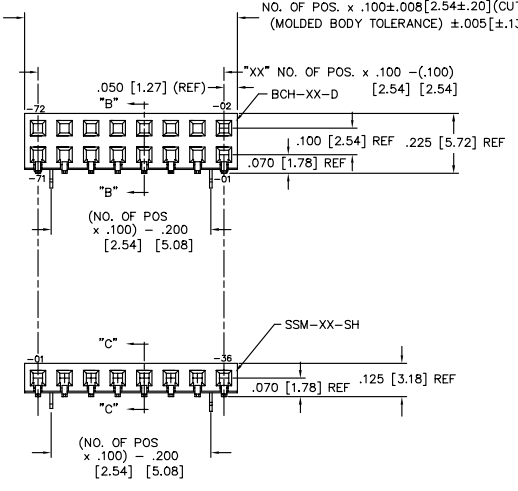 NO. OF POS. x .100±.008[2.54±.20](CU
(MOLDED BODY TOLERANCE) ±.005[±.13
"XX" NO. OF POS. x .100 -(.100)
[2.54] [2.54]
.050 [1.27] (REF)
"B"
BCH-XX-D
-72
-02
.100 [2.54] REF
.225 [5.72] REF
.070 [1.78] REF
-71
-01
"B"
(NO. OF POS
x .100) - .200
[2.54] [5.08]
SSM-XX-SH
"C"
-01
-36
.125 [3.18] REF
.070 [1.78] REF
"C"
(NO. OF POS
x .100) - .200
[2.54] [5.08]